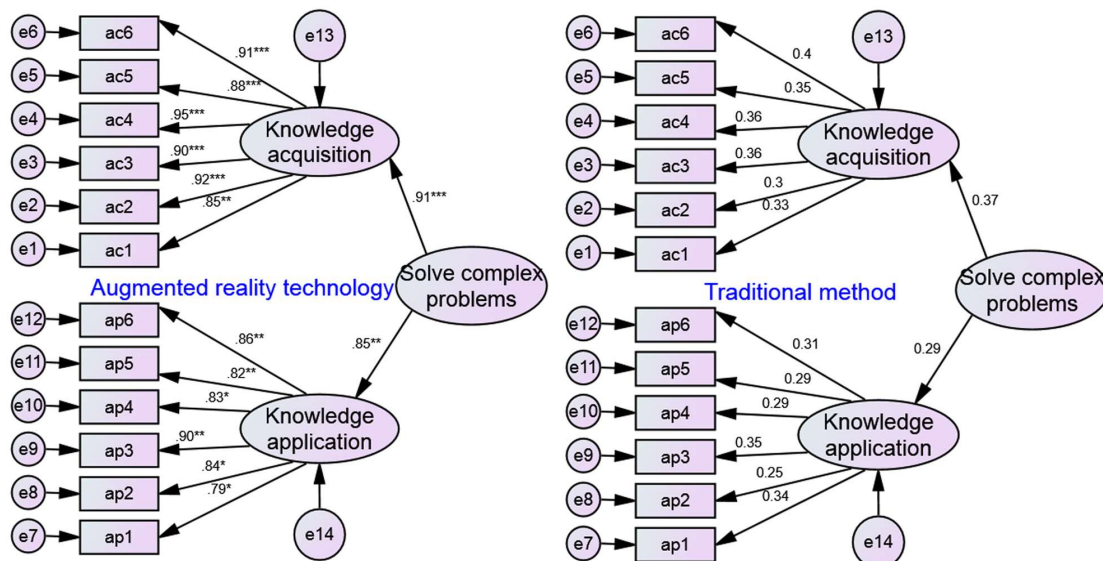 e6
ac6
.91***
e13
e5
ac5
.88***
e4
ac4
.95***
Knowledge
acquisition
e3
ac3
.90***
e2
ac2
.92***
e1
ac1
.85**
.91***
Augmented reality technology
Solve complex
problems
e12
ap6
.86**
.85**
e11
ap5
.82**
e10
ap4
.83*
Knowledge
application
e9
ap3
.90**
e8
ap2
.84*
e7
ap1
.79*
e14
e6
ac6
0.4
e13
e5
ac5
0.35
e4
ac4
0.36
Knowledge
acquisition
e3
ac3
0.36
e2
ac2
0.3
e1
ac1
0.33
0.37
Traditional method
Solve complex
problems
e12
ap6
0.31
0.29
e11
ap5
0.29
e10
ap4
0.29
Knowledge
application
e9
ap3
0.35
e8
ap2
0.25
e7
ap1
0.34
e14